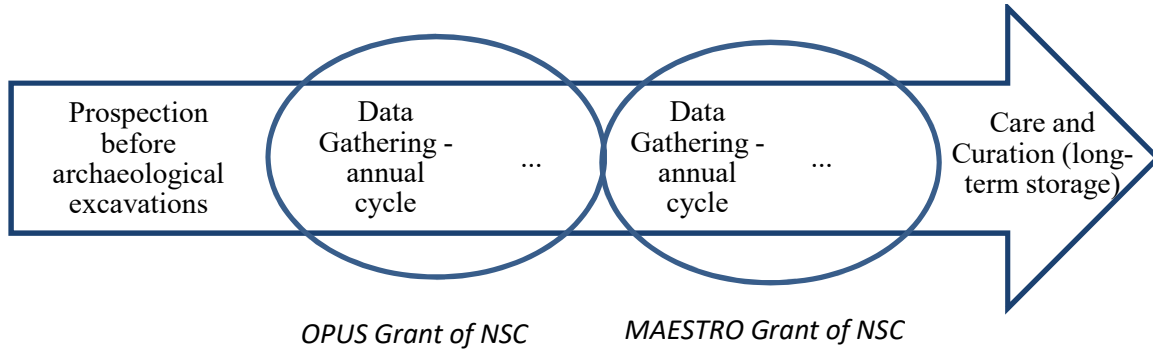 Prospection
before
archaeological
excavations
Data
Gathering -
annual
cycle
...
Data
Gathering -
annual
cycle
...
Care and
Curation (long-
term storage)
OPUS Grant of NSC
MAESTRO Grant of NSC